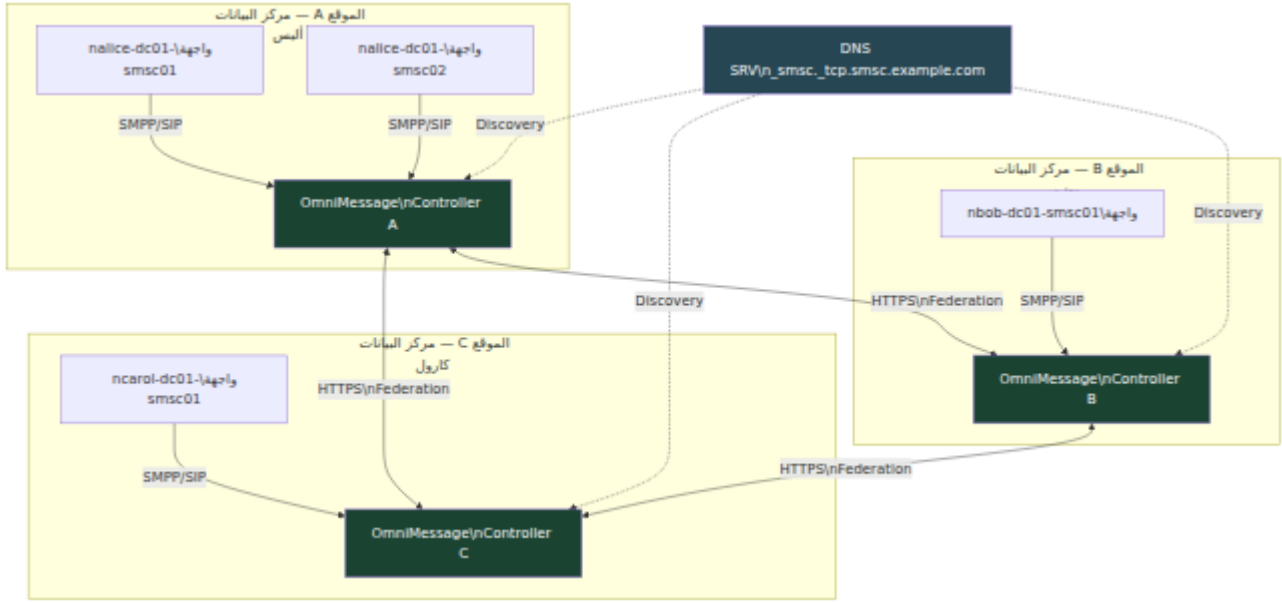 الموقع A — مركز البيانات
أليس
واجهة\nalice-dc01-
smsc01
واجهة\nalice-dc01-
smsc02
DNS
SRV\n_smsc._tcp.smsc.example.com
SMPP/SIP
SMPP/SIP
Discovery
OmniMessage\nController
A
الموقع B — مركز البيانات
واجهة\nbob-dc01-smsc01
Discovery
Discovery
HTTPS\nFederation
SMPP/SIP
الموقع C — مركز البيانات
كارول
واجهة\ncarol-dc01-
smsc01
HTTPS\nFederation
OmniMessage\nController
B
SMPP/SIP
HTTPS\nFederation
OmniMessage\nController
C